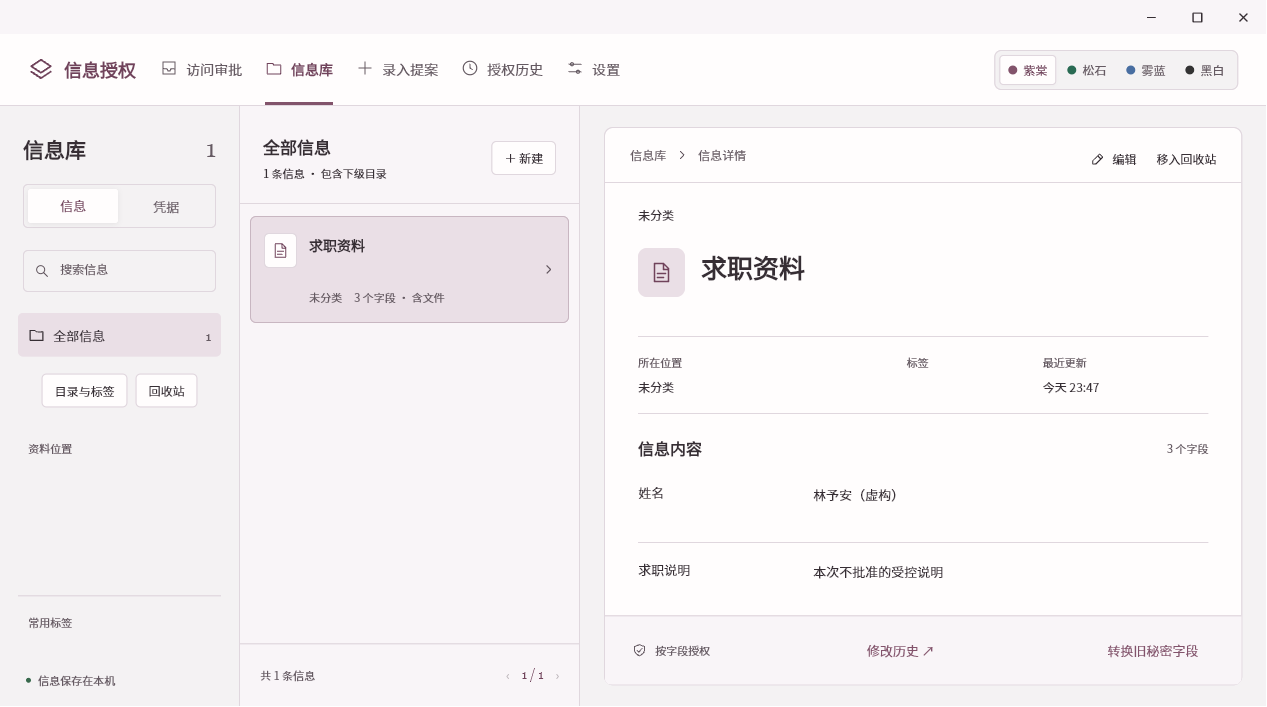 信息授权
访问审批
信息库
录入提案
授权历史
设置
紫棠
松石
雾蓝
黑白
信息库
1
信息
凭据
搜索信息
全部信息
1
目录与标签
回收站
资料位置
常用标签
信息保存在本机
全部信息
1 条信息 · 包含下级目录
+ 新建
求职资料
未分类 3 个字段 · 含文件
共 1 条信息
‹ 1 / 1 ›
信息库 > 信息详情
编辑
移入回收站
未分类
求职资料
所在位置
未分类
标签
最近更新
今天 23:47
信息内容
3 个字段
姓名
林予安（虚构）
求职说明
本次不批准的受控说明
按字段授权
修改历史 ↗
转换旧秘密字段